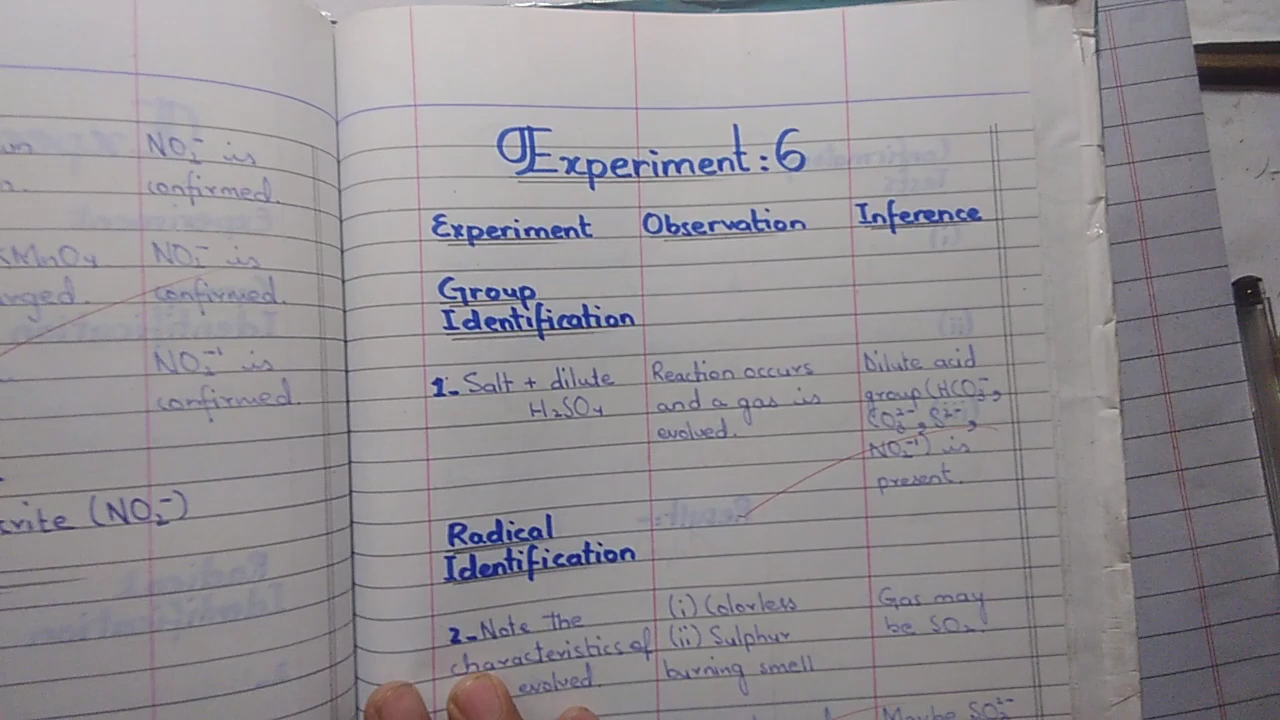 NO₂⁻ is
confirmed.
KMnO₄ NO₂⁻ is
confirmed.
NO₂⁻¹ is
confirmed.
(NO₂⁻)
Experiment: 6
Experiment Observation Inference
Group
Identification
1- Salt + dilute Reaction occurs Dilute acid
H₂SO₄ and a gas is group (HCO₃⁻,
evolved. CO₃²⁻, S²⁻,
NO₂⁻¹) is
present.
Radical
Identification
2- Note the (i) Colorless Gas may
characteristics of (ii) Sulphur be SO₂.
evolved burning smell
Maybe SO₃²⁻